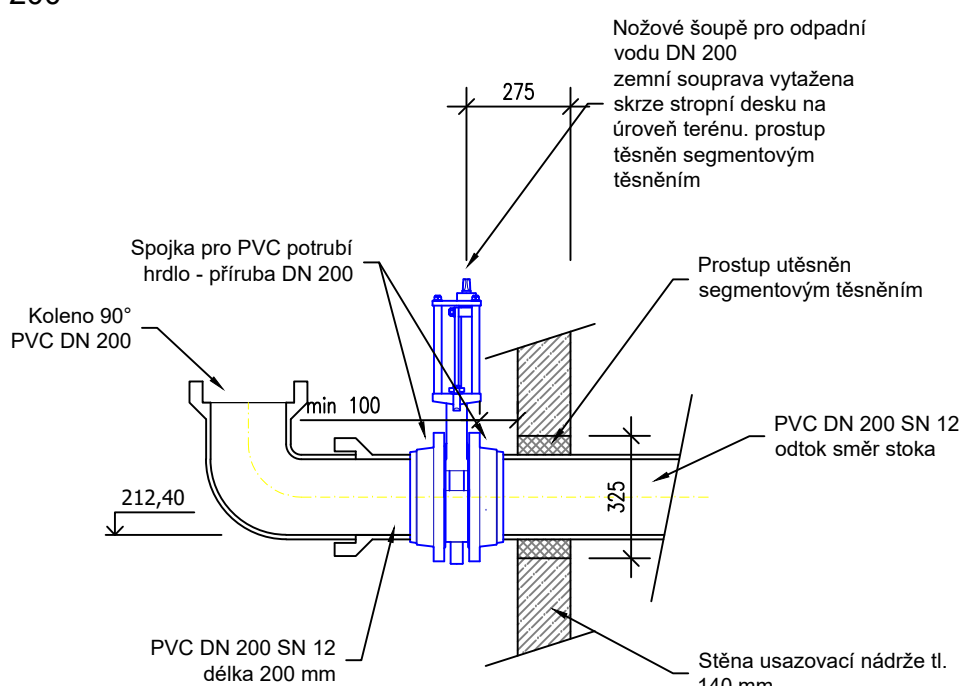 Nožové šoupě pro odpadní
vodu DN 200
zemní souprava vytažena
skrze stropní desku na
úroveň terénu. prostup
těsněn segmentovým
těsněním
275
Spojka pro PVC potrubí
hrdlo - příruba DN 200
Prostup utěsněn
segmentovým těsněním
Koleno 90°
PVC DN 200
min 100
PVC DN 200 SN 12
odtok směr stoka
212,40
325
PVC DN 200 SN 12
délka 200 mm
Stěna usazovací nádrže tl.
140 mm